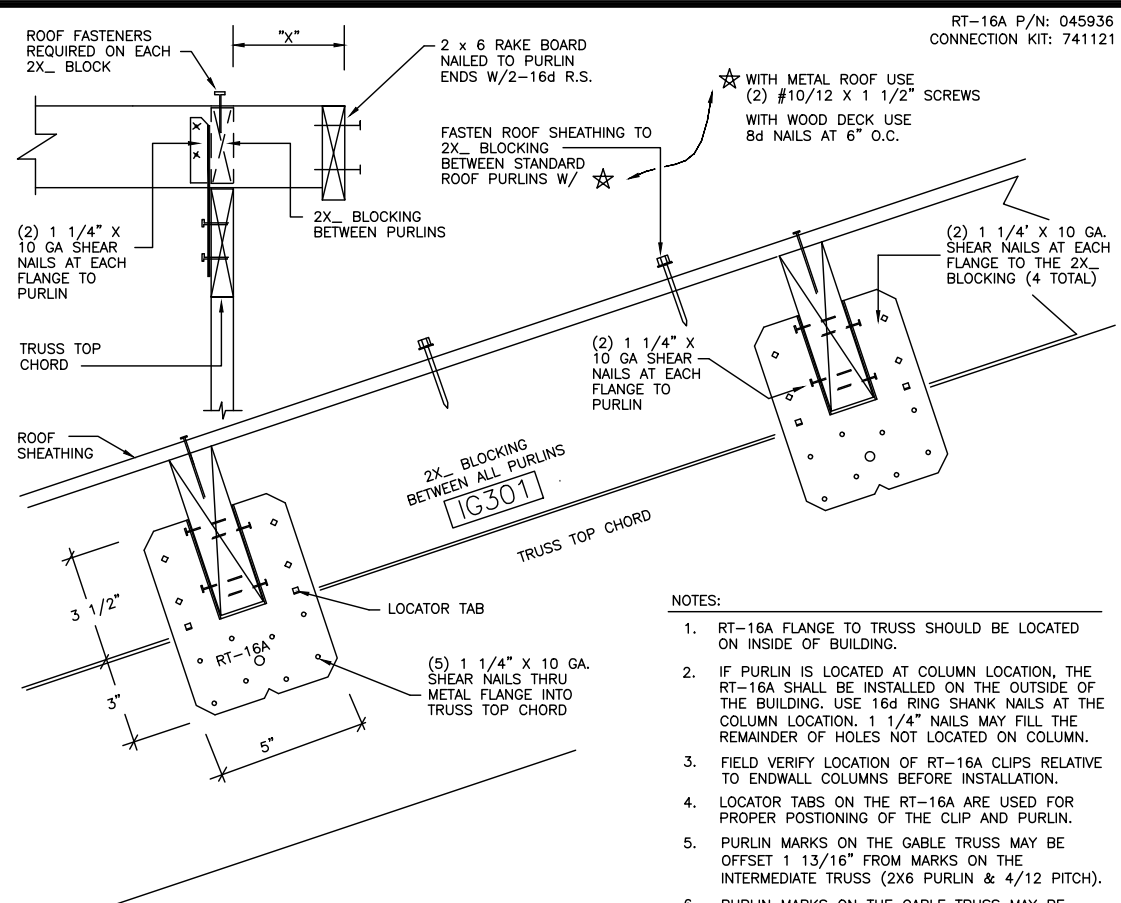 RT-16A P/N: 045936
CONNECTION KIT: 741121
ROOF FASTENERS
REQUIRED ON EACH
2X_ BLOCK
"X"
2 x 6 RAKE BOARD
NAILED TO PURLIN
ENDS W/2-16d R.S.
☆ WITH METAL ROOF USE
(2) #10/12 X 1 1/2" SCREWS
WITH WOOD DECK USE
8d NAILS AT 6" O.C.
FASTEN ROOF SHEATHING TO
2X_ BLOCKING
BETWEEN STANDARD
ROOF PURLINS W/ ☆
2X_ BLOCKING
BETWEEN PURLINS
(2) 1 1/4" X
10 GA SHEAR
NAILS AT EACH
FLANGE TO
PURLIN
(2) 1 1/4' X 10 GA.
SHEAR NAILS AT EACH
FLANGE TO THE 2X_
BLOCKING (4 TOTAL)
TRUSS TOP
CHORD
(2) 1 1/4" X
10 GA SHEAR
NAILS AT EACH
FLANGE TO
PURLIN
ROOF
SHEATHING
2X_ BLOCKING
BETWEEN ALL PURLINS
IG301
TRUSS TOP CHORD
3 1/2"
3"
5"
RT-16A
LOCATOR TAB
(5) 1 1/4" X 10 GA.
SHEAR NAILS THRU
METAL FLANGE INTO
TRUSS TOP CHORD
NOTES:
1. RT-16A FLANGE TO TRUSS SHOULD BE LOCATED
ON INSIDE OF BUILDING.
2. IF PURLIN IS LOCATED AT COLUMN LOCATION, THE
RT-16A SHALL BE INSTALLED ON THE OUTSIDE OF
THE BUILDING. USE 16d RING SHANK NAILS AT THE
COLUMN LOCATION. 1 1/4" NAILS MAY FILL THE
REMAINDER OF HOLES NOT LOCATED ON COLUMN.
3. FIELD VERIFY LOCATION OF RT-16A CLIPS RELATIVE
TO ENDWALL COLUMNS BEFORE INSTALLATION.
4. LOCATOR TABS ON THE RT-16A ARE USED FOR
PROPER POSTIONING OF THE CLIP AND PURLIN.
5. PURLIN MARKS ON THE GABLE TRUSS MAY BE
OFFSET 1 13/16" FROM MARKS ON THE
INTERMEDIATE TRUSS (2X6 PURLIN & 4/12 PITCH).
6. PURLIN MARKS ON THE GABLE TRUSS MAY BE